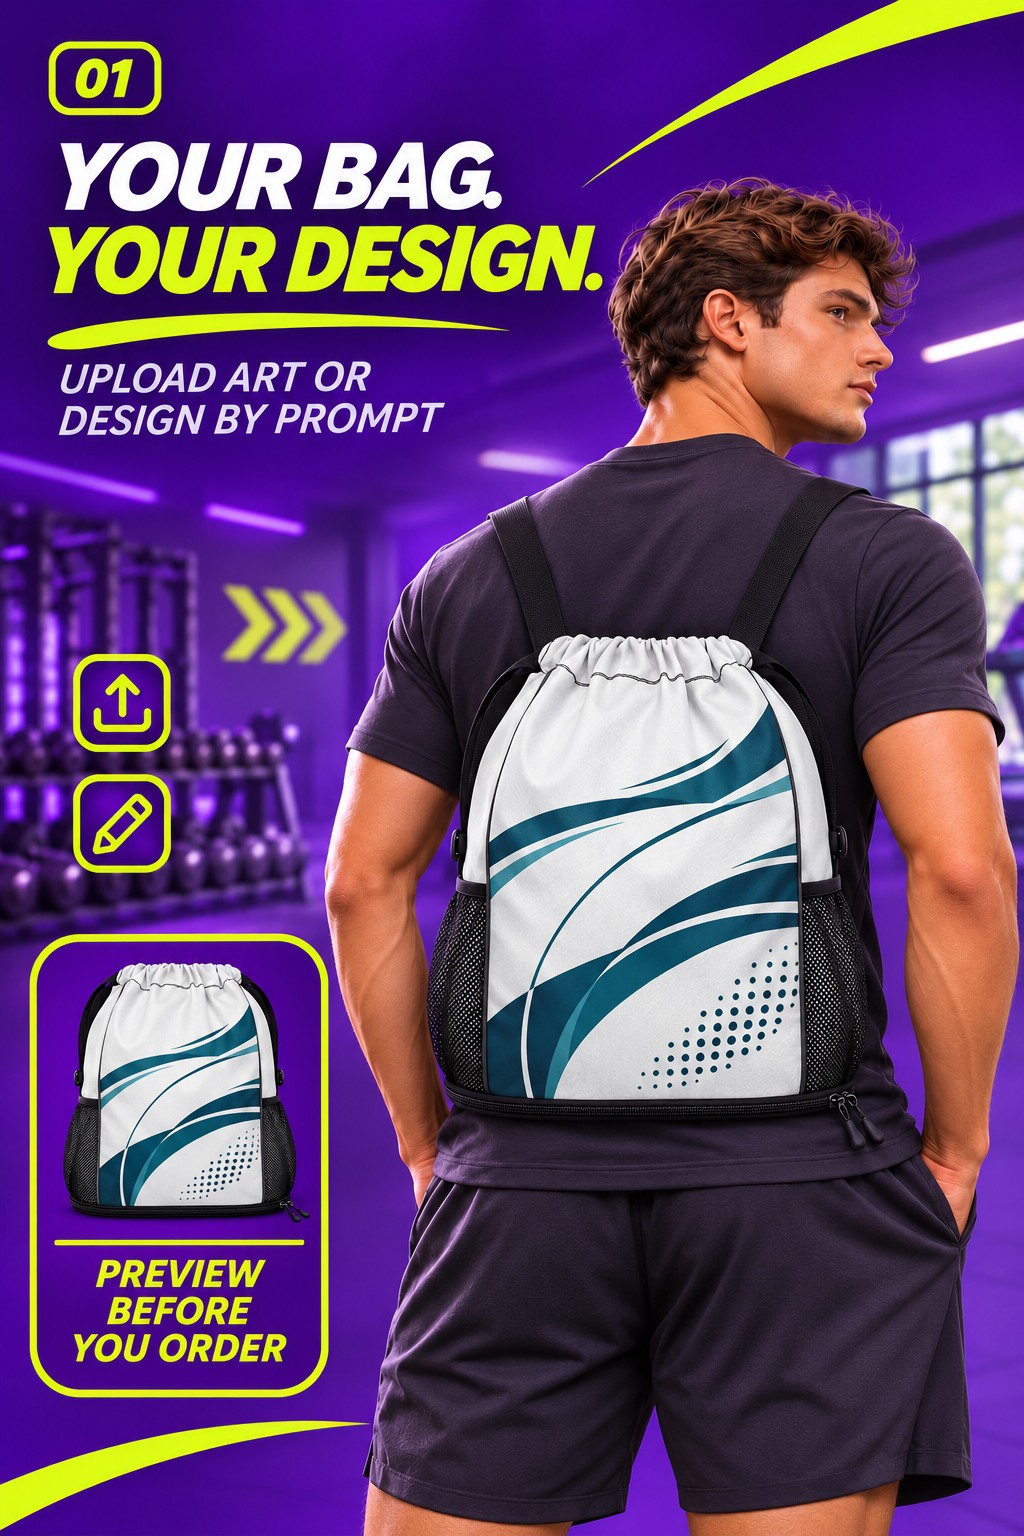 01
YOUR BAG.
YOUR DESIGN.
UPLOAD ART OR
DESIGN BY PROMPT
PREVIEW
BEFORE
YOU ORDER